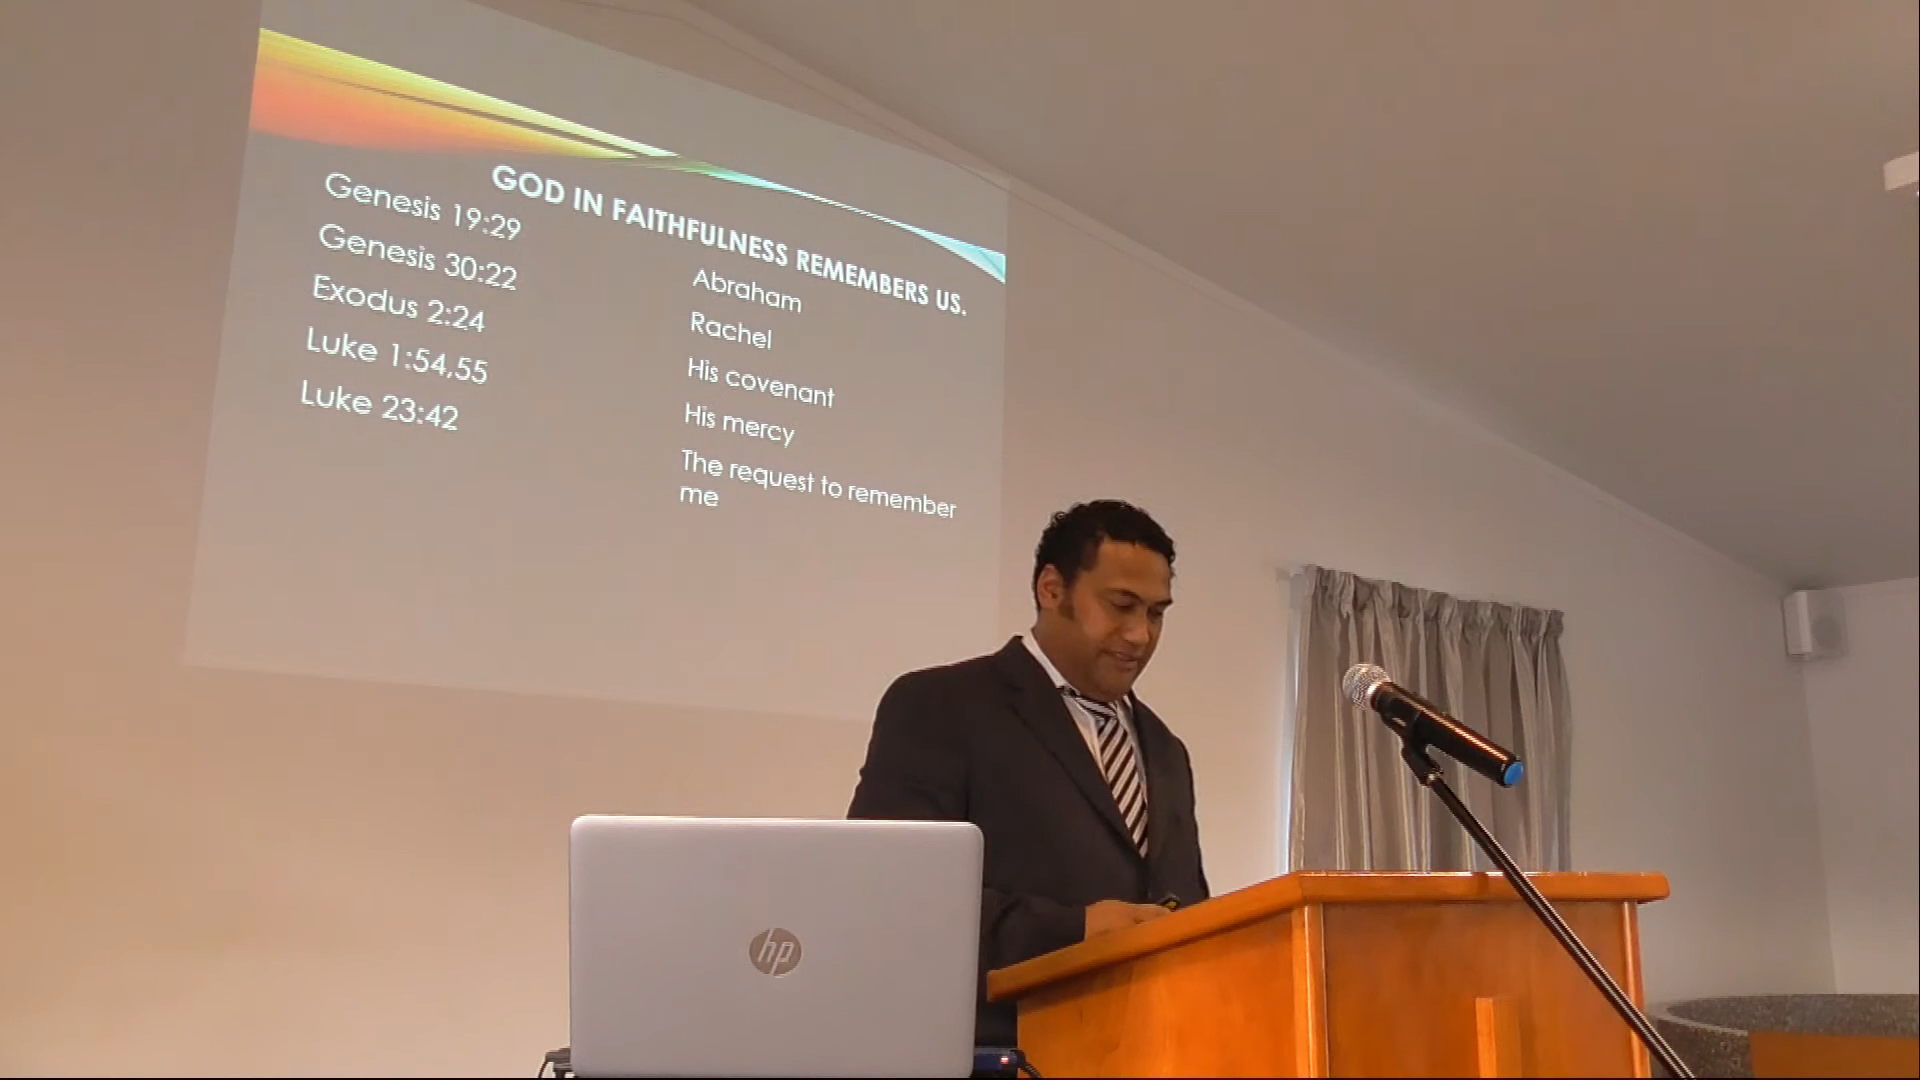 GOD IN FAITHFULNESS REMEMBERS US.
Genesis 19:29
Genesis 30:22
Exodus 2:24
Luke 1:54,55
Luke 23:42
Abraham
Rachel
His covenant
His mercy
The request to remember
me
hp